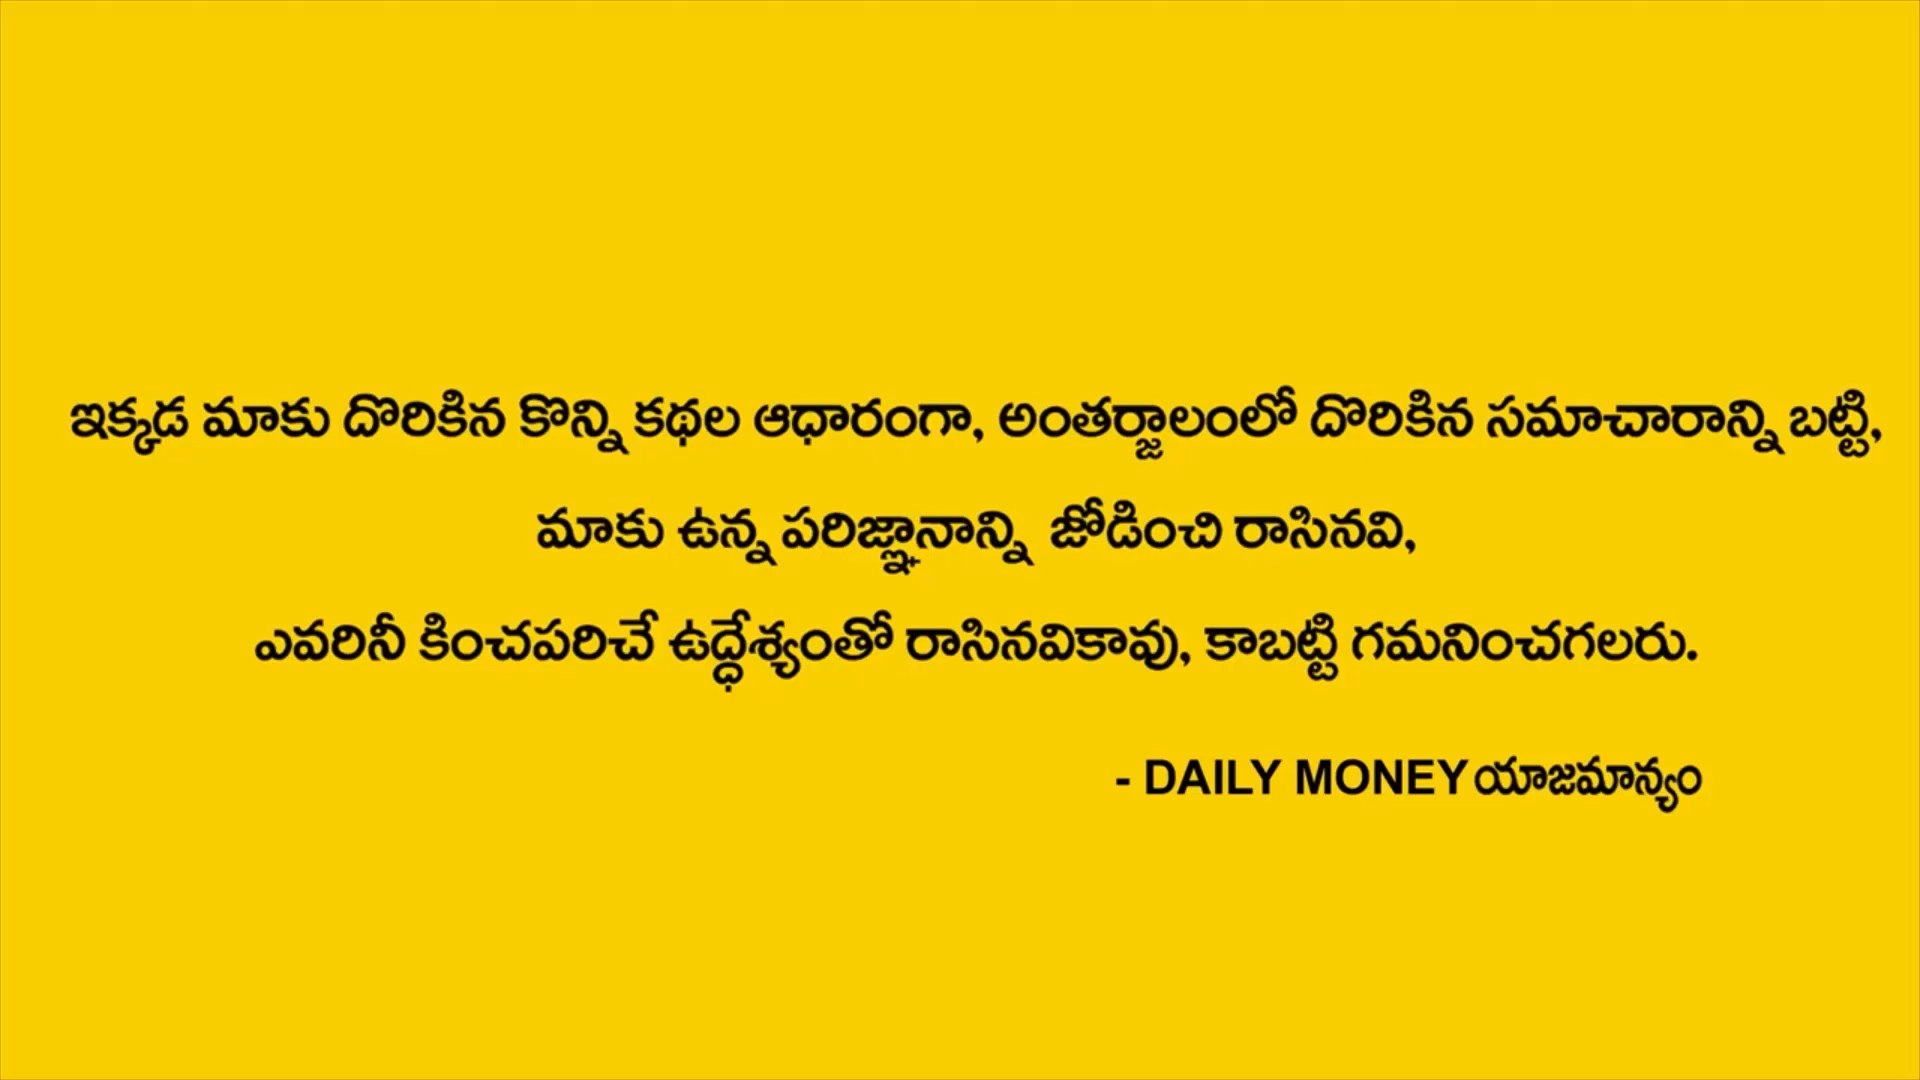 ఇక్కడ మాకు దొరికిన కొన్ని కథల ఆధారంగా, అంతర్జాలంలో దొరికిన సమాచారాన్ని బట్టి,
మాకు ఉన్న పరిజ్ఞానాన్ని జోడించి రాసినవి,
ఎవరినీ కించపరిచే ఉద్ధేశ్యంతో రాసినవికావు, కాబట్టి గమనించగలరు.
- DAILY MONEY యాజమాన్యం